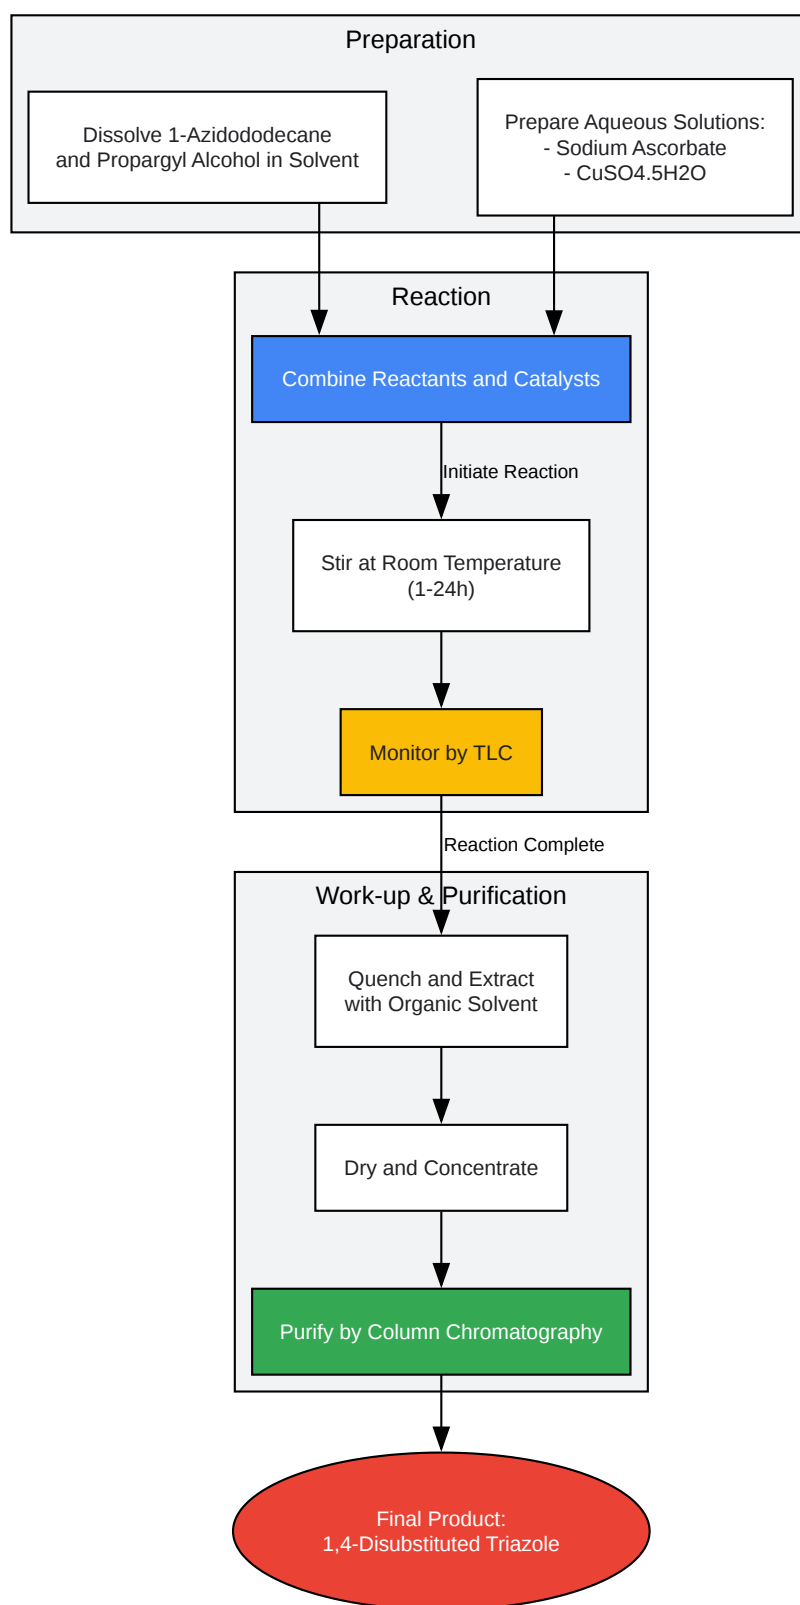 Preparation
Dissolve 1-Azidododecane
and Propargyl Alcohol in Solvent
Prepare Aqueous Solutions:
- Sodium Ascorbate
- CuSO4.5H2O
Reaction
Combine Reactants and Catalysts
Initiate Reaction
Stir at Room Temperature
(1-24h)
Monitor by TLC
Reaction Complete
Work-up & Purification
Quench and Extract
with Organic Solvent
Dry and Concentrate
Purify by Column Chromatography
Final Product:
1,4-Disubstituted Triazole